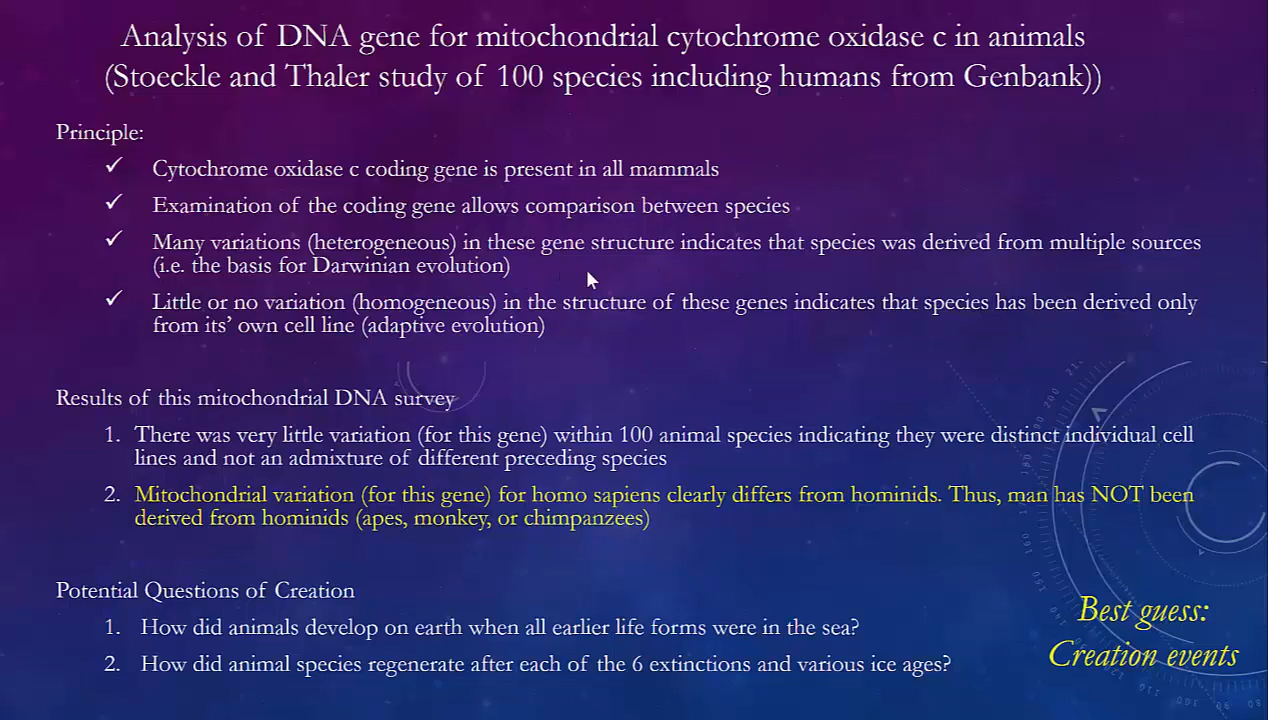 Analysis of DNA gene for mitochondrial cytochrome oxidase c in animals
(Stoeckle and Thaler study of 100 species including humans from Genbank))
Principle:
✓ Cytochrome oxidase c coding gene is present in all mammals
✓ Examination of the coding gene allows comparison between species
✓ Many variations (heterogeneous) in these gene structure indicates that species was derived from multiple sources
(i.e. the basis for Darwinian evolution)
✓ Little or no variation (homogeneous) in the structure of these genes indicates that species has been derived only
from its' own cell line (adaptive evolution)
Results of this mitochondrial DNA survey
1. There was very little variation (for this gene) within 100 animal species indicating they were distinct individual cell
lines and not an admixture of different preceding species
2. Mitochondrial variation (for this gene) for homo sapiens clearly differs from hominids. Thus, man has NOT been
derived from hominids (apes, monkey, or chimpanzees)
Potential Questions of Creation
1. How did animals develop on earth when all earlier life forms were in the sea?
2. How did animal species regenerate after each of the 6 extinctions and various ice ages?
Best guess:
Creation events